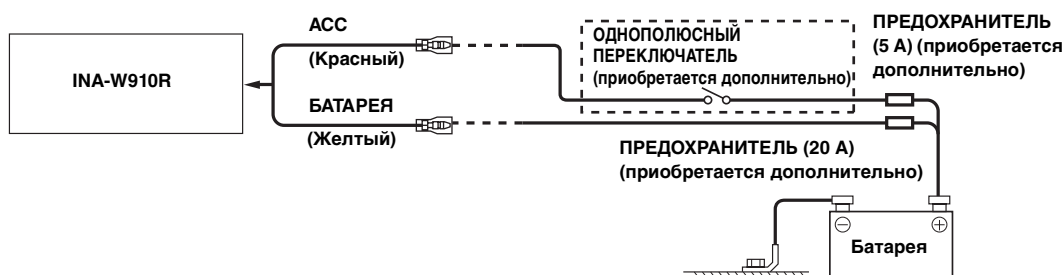 INA-W910R
ACC
(Красный)
БАТАРЕЯ
(Желтый)
ОДНОПОЛЮСНЫЙ
ПЕРЕКЛЮЧАТЕЛЬ
(приобретается дополнительно)
ПРЕДОХРАНИТЕЛЬ
(5 А) (приобретается
дополнительно)
ПРЕДОХРАНИТЕЛЬ (20 А)
(приобретается дополнительно)
Батарея